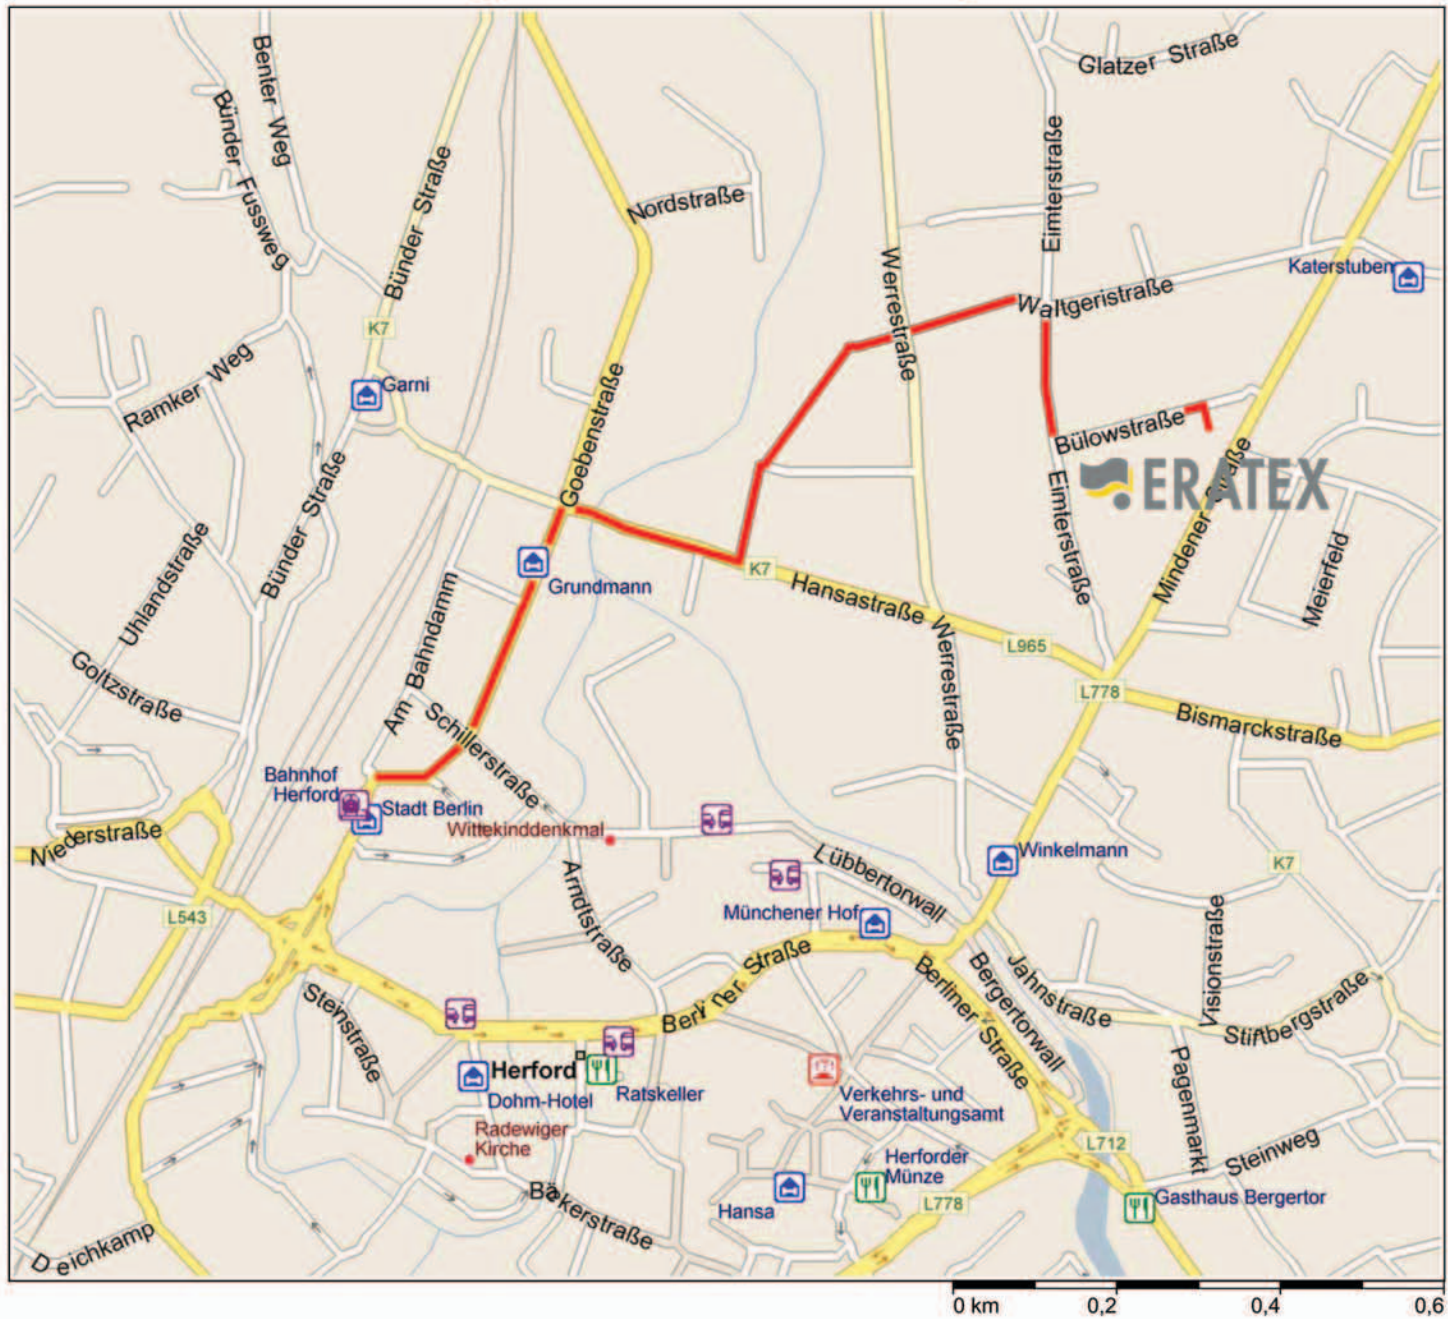 Glatzer Straße
Benter Weg
Bünder Fussweg
Bünder Straße
Nordstraße
Eimterstraße
Werrestraße
Katerstuben
Waltgeristraße
K7
Garni
Ramker Weg
Goebenstraße
Bülowstraße
ERATEX
Mindener Straße
Eimterstraße
Meierfeld
Bünder Straße
Uhlandstraße
Grundmann
K7
Hansastraße
Am Bahndamm
Werrestraße
L965
Goltzstraße
L778
Schillerstraße
Bismarckstraße
Bahnhof
Herford
Stadt Berlin
Wittekinddenkmal
Niederstraße
Winkelmann
Lübbertorwall
K7
Arndtstraße
Münchener Hof
L543
Visionstraße
Berliner Straße
Berliner Straße
Bergertorwall
Jahnstraße
Stiftbergstraße
Steinstraße
Herford
Dohm-Hotel
Ratskeller
Verkehrs- und
Veranstaltungsamt
Pagenmarkt
Radewiger
Kirche
L712
Steinweg
Herforder
Münze
Hansa
L778
Gasthaus Bergertor
Bäckerstraße
Deichkamp
0 km 0,2 0,4 0,6